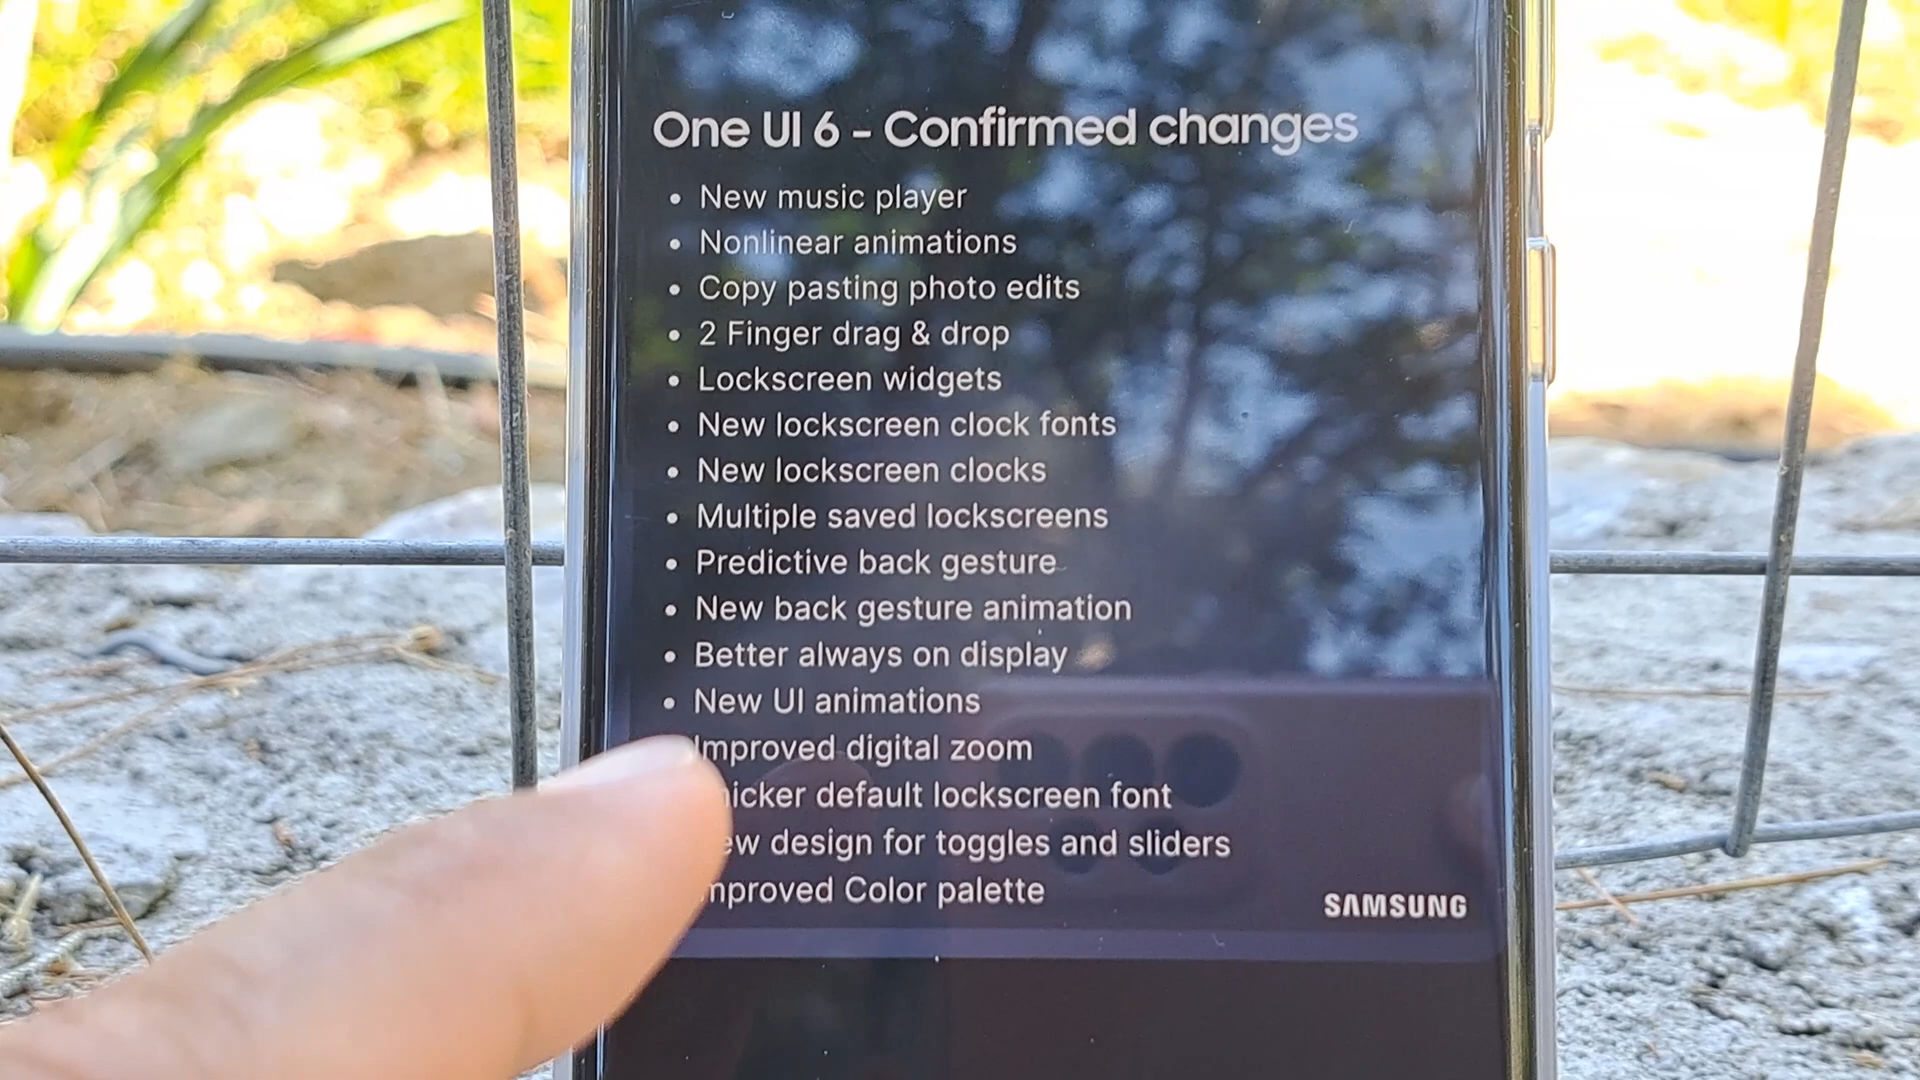 One UI 6 - Confirmed changes
• New music player
• Nonlinear animations
• Copy pasting photo edits
• 2 Finger drag & drop
• Lockscreen widgets
• New lockscreen clock fonts
• New lockscreen clocks
• Multiple saved lockscreens
• Predictive back gesture
• New back gesture animation
• Better always on display
• New UI animations
Improved digital zoom
icker default lockscreen font
ew design for toggles and sliders
mproved Color palette
SAMSUNG